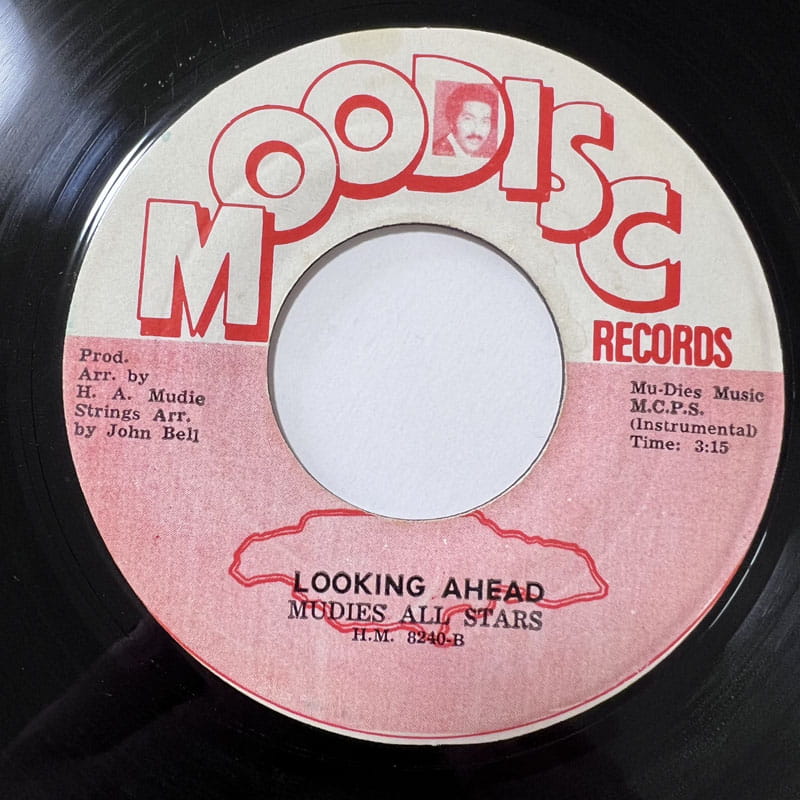 MOODISC
RECORDS
Prod.
Arr. by
H. A. Mudie
Strings Arr.
by John Bell
Mu-Dies Music
M.C.P.S.
(Instrumental)
Time: 3:15
LOOKING AHEAD
MUDIES ALL STARS
H.M. 8240-B